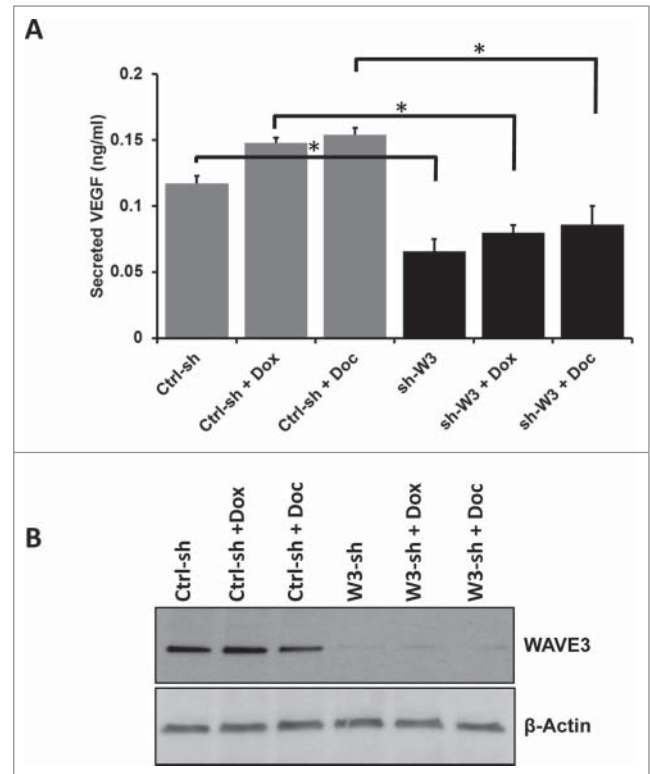 A
*
*
*
0.2
0.15
0.1
0.05
0
Secreted VEGF (ng/ml)
Ctrl-sh
Ctrl-sh + Dox
Ctrl-sh + Doc
sh-W3
sh-W3 + Dox
sh-W3 + Doc
B
Ctrl-sh
Ctrl-sh +Dox
Ctrl-sh + Doc
W3-sh
W3-sh + Dox
W3-sh + Doc
WAVE3
β-Actin